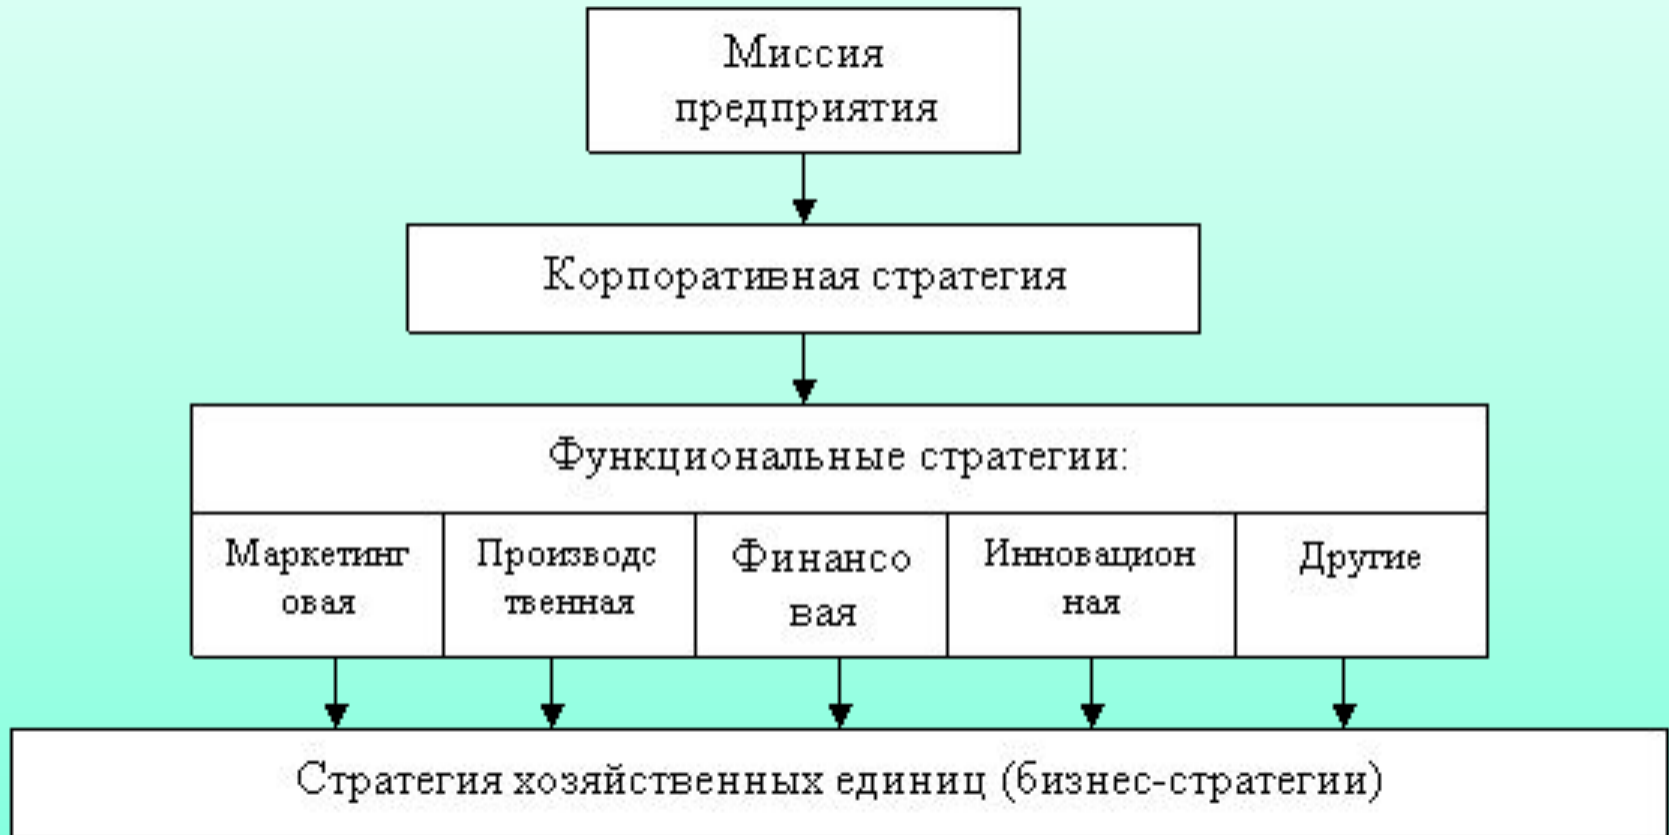 Миссия
предприятия
Корпоративная стратегия
Функциональные стратегии:
Маркетинг
овая
Производс
твенная
Финансо
вая
Инновацион
ная
Другие
Стратегия хозяйственных единиц (бизнес-стратегии)